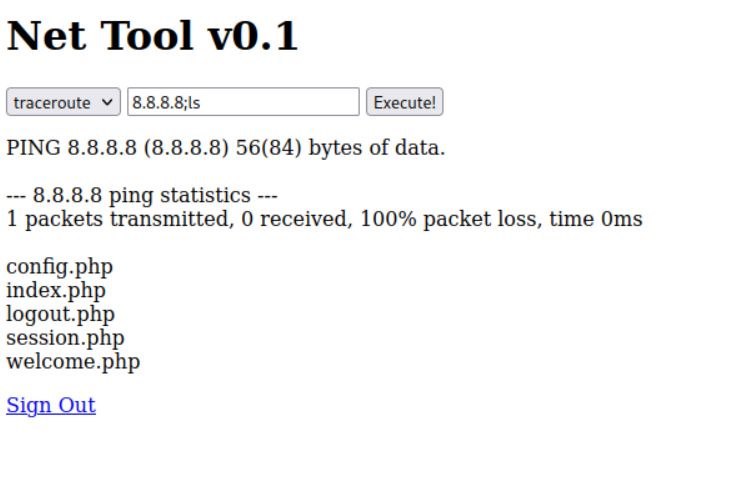 Net Tool v0.1
traceroute 8.8.8.8;ls Execute!
PING 8.8.8.8 (8.8.8.8) 56(84) bytes of data.
--- 8.8.8.8 ping statistics ---
1 packets transmitted, 0 received, 100% packet loss, time 0ms
config.php
index.php
logout.php
session.php
welcome.php
Sign Out